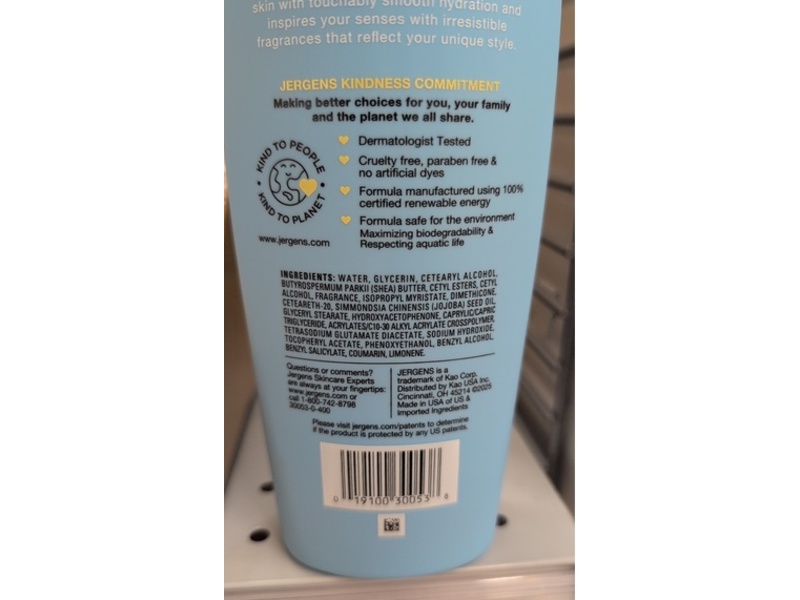 skin with touchably smooth hydration and
inspires your senses with irresistible
fragrances that reflect your unique style.
JERGENS KINDNESS COMMITMENT
Making better choices for you, your family
and the planet we all share.
KIND TO PEOPLE
KIND TO PLANET
www.jergens.com
Dermatologist Tested
Cruelty free, paraben free &
no artificial dyes
Formula manufactured using 100%
certified renewable energy
Formula safe for the environment
Maximizing biodegradability &
Respecting aquatic life
INGREDIENTS: WATER, GLYCERIN, CETEARYL ALCOHOL,
BUTYROSPERMUM PARKII (SHEA) BUTTER, CETYL ESTERS, CETYL
ALCOHOL, FRAGRANCE, ISOPROPYL MYRISTATE, DIMETHICONE,
CETEARETH-20, SIMMONDSIA CHINENSIS (JOJOBA) SEED OIL,
GLYCERYL STEARATE, HYDROXYACETOPHENONE, CAPRYLIC/CAPRIC
TRIGLYCERIDE, ACRYLATES/C10-30 ALKYL ACRYLATE CROSSPOLYMER,
TETRASODIUM GLUTAMATE DIACETATE, SODIUM HYDROXIDE,
TOCOPHERYL ACETATE, PHENOXYETHANOL, BENZYL ALCOHOL,
BENZYL SALICYLATE, COUMARIN, LIMONENE.
Questions or comments?
Jergens Skincare Experts
are always at your fingertips:
www.jergens.com or
call 1-800-742-8798
30053-0-400
JERGENS is a
trademark of Kao Corp.
Distributed by Kao USA Inc.
Cincinnati, OH 45214 ©2025
Made in USA of US &
Imported Ingredients
Please visit jergens.com/patents to determine
if the product is protected by any US patents.
0 19100 30053 8